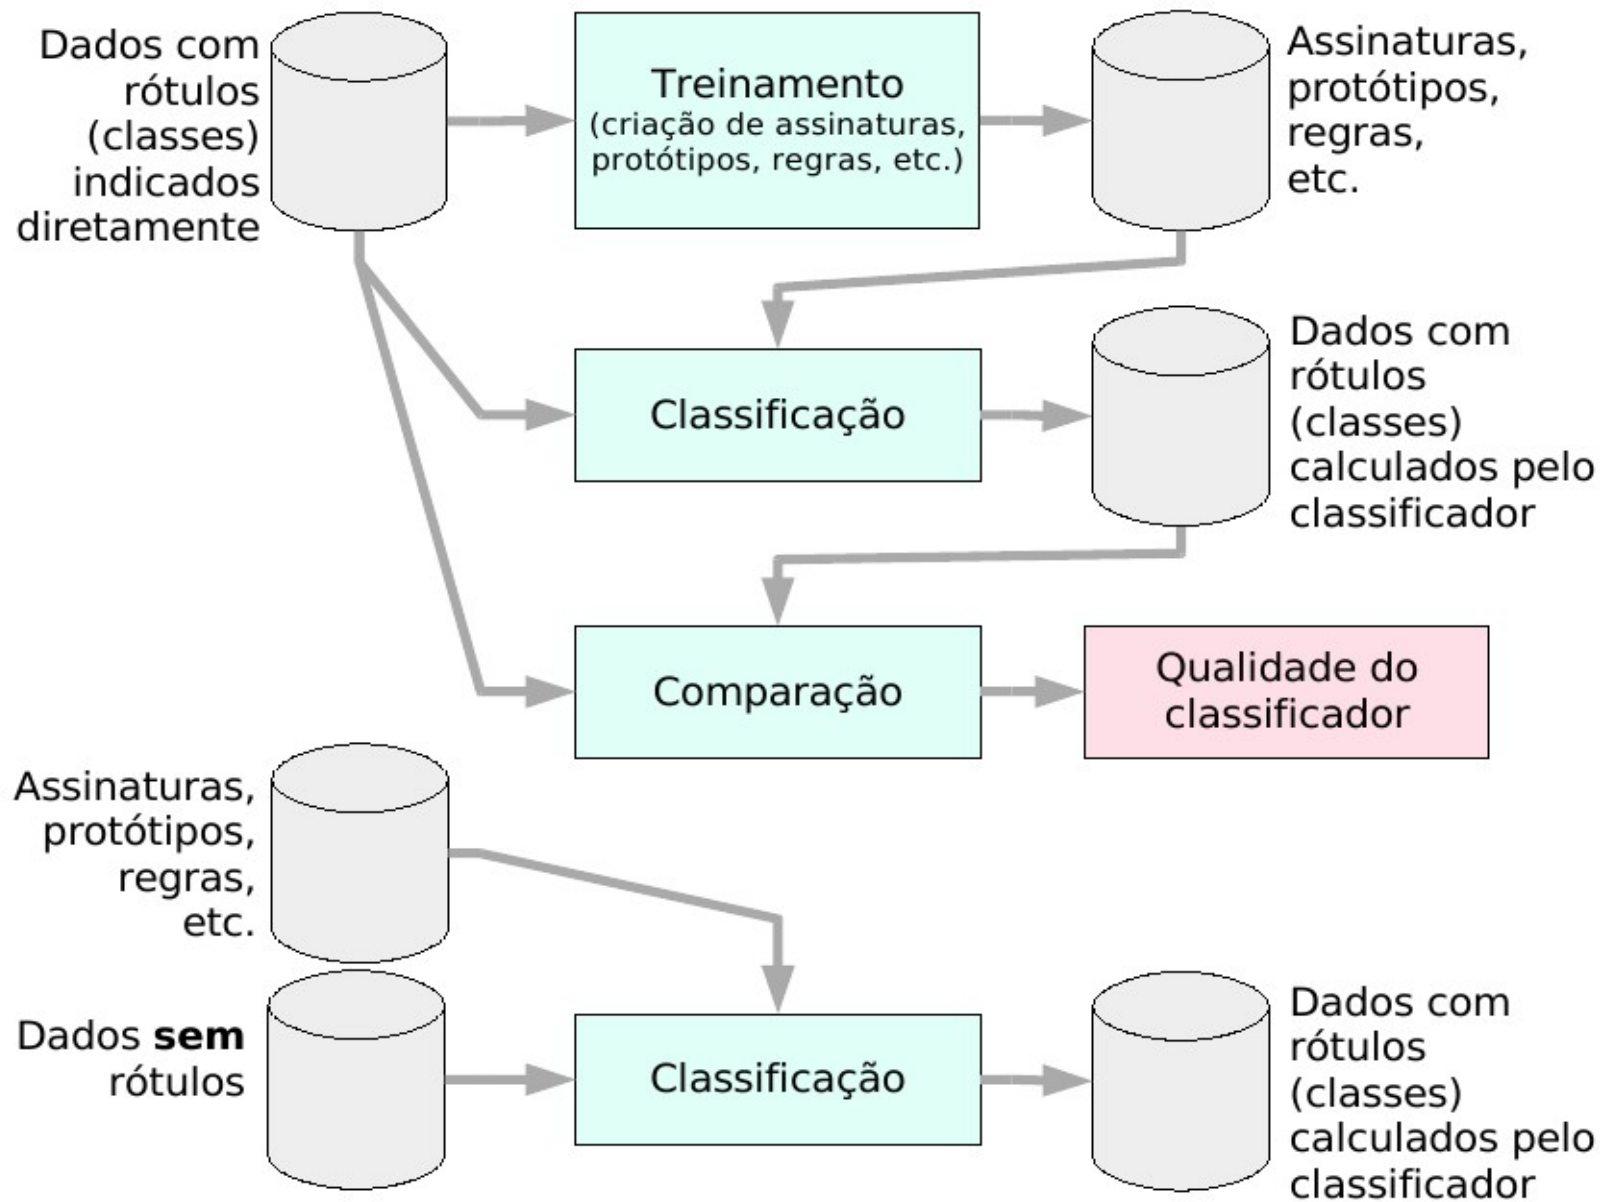 Dados com
rótulos
(classes)
indicados
diretamente
Treinamento
(criação de assinaturas,
protótipos, regras, etc.)
Assinaturas,
protótipos,
regras,
etc.
Classificação
Dados com
rótulos
(classes)
calculados pelo
classificador
Comparação
Qualidade do
classificador
Assinaturas,
protótipos,
regras,
etc.
Dados sem
rótulos
Classificação
Dados com
rótulos
(classes)
calculados pelo
classificador